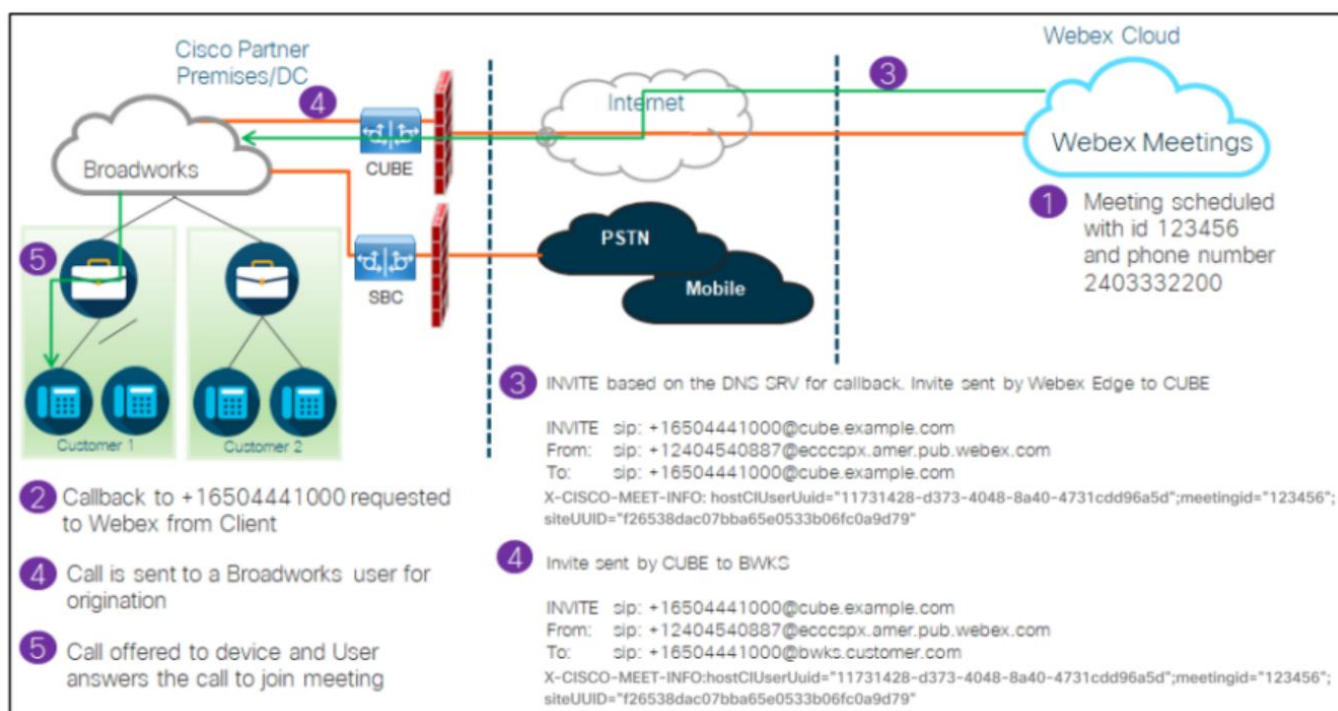 Cisco Partner
Premises/DC
Webex Cloud
4
3
Internet
Webex Meetings
Broadworks
CUBE
1 Meeting scheduled
with id 123456
and phone number
2403332200
5
PSTN
SBC
Mobile
Customer 1
Customer 2
3 INVITE based on the DNS SRV for callback. Invite sent by Webex Edge to CUBE
INVITE sip: +16504441000@cube.example.com
From: sip: +12404540887@ecccspx.amer.pub.webex.com
To: sip: +16504441000@cube.example.com
X-CISCO-MEET-INFO: hostCIUserUuid="11731428-d373-4048-8a40-4731cdd96a5d";meetingid="123456";
siteUUID="f26538dac07bba65e0533b06fc0a9d79"
2 Callback to +16504441000 requested
to Webex from Client
4 Call is sent to a Broadworks user for
origination
5 Call offered to device and User
answers the call to join meeting
4 Invite sent by CUBE to BWKS
INVITE sip: +16504441000@cube.example.com
From: sip: +12404540887@ecccspx.amer.pub.webex.com
To: sip: +16504441000@bwks.customer.com
X-CISCO-MEET-INFO:hostCIUserUuid="11731428-d373-4048-8a40-4731cdd96a5d";meetingid="123456";
siteUUID="f26538dac07bba65e0533b06fc0a9d79"